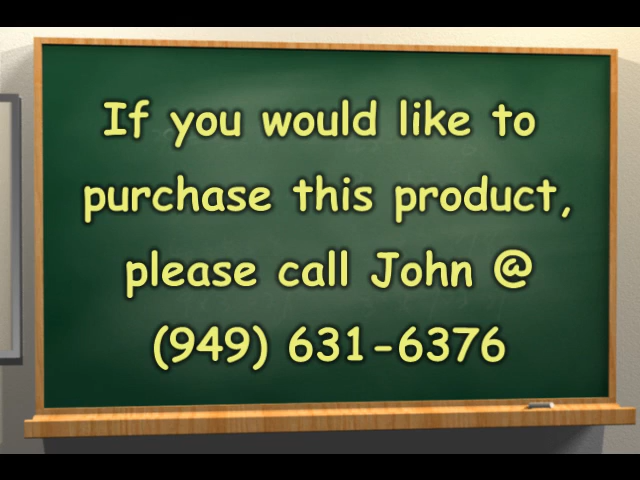 If you would like to
purchase this product,
please call John @
(949) 631-6376